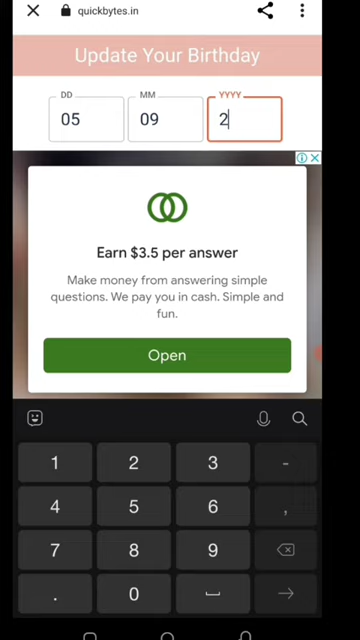 quickbytes.in
Update Your Birthday
DD MM YYYY
05 09 2
Earn $3.5 per answer
Make money from answering simple
questions. We pay you in cash. Simple and
fun.
Open
1 2 3 -
4 5 6 ,
7 8 9
. 0